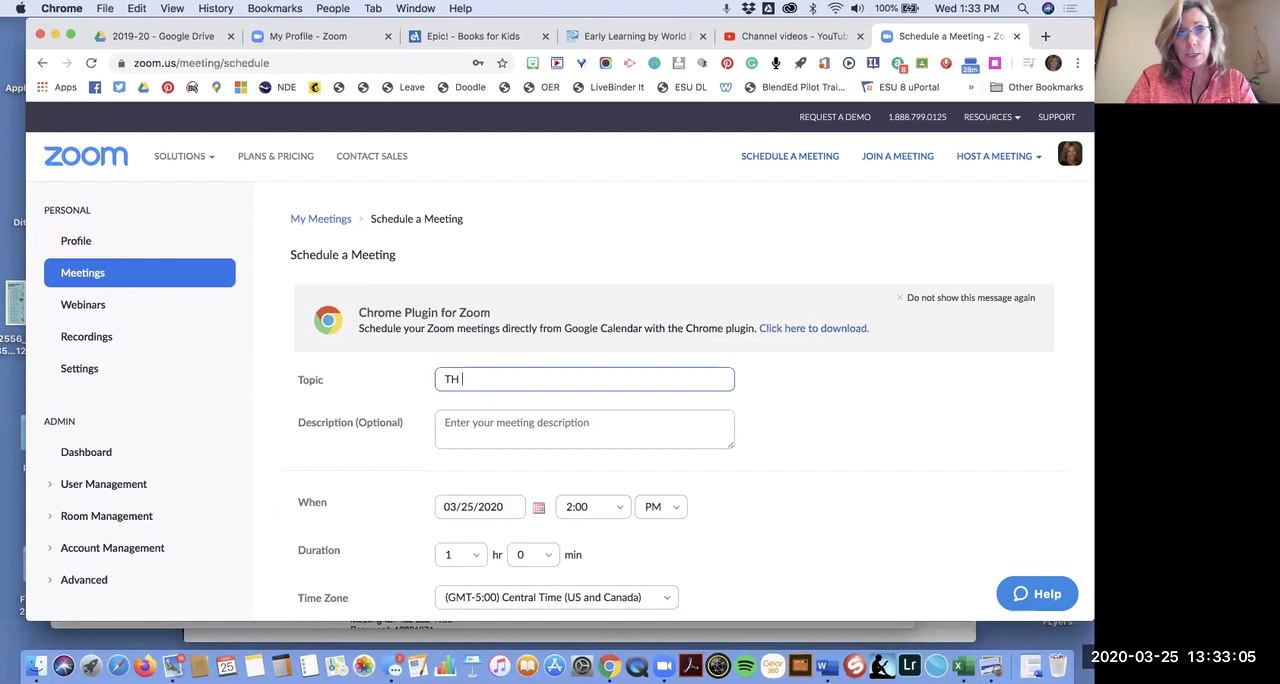 Chrome File Edit View History Bookmarks People Tab Window Help 100% Wed 1:33 PM
2019-20 - Google Drive My Profile - Zoom Epic! - Books for Kids Early Learning by World Channel videos - YouTub Schedule a Meeting - Zo
zoom.us/meeting/schedule
28m
Apps NDE Leave Doodle OER LiveBinder It ESU DL BlendEd Pilot Trai... ESU 8 uPortal » Other Bookmarks
REQUEST A DEMO 1.888.799.0125 RESOURCES SUPPORT
zoom SOLUTIONS PLANS & PRICING CONTACT SALES SCHEDULE A MEETING JOIN A MEETING HOST A MEETING
PERSONAL
Profile
Meetings
Webinars
Recordings
Settings
ADMIN
Dashboard
User Management
Room Management
Account Management
Advanced
My Meetings > Schedule a Meeting
Schedule a Meeting
Do not show this message again
Chrome Plugin for Zoom
Schedule your Zoom meetings directly from Google Calendar with the Chrome plugin. Click here to download.
Topic TH
Description (Optional) Enter your meeting description
When 03/25/2020 2:00 PM
Duration 1 hr 0 min
Time Zone (GMT-5:00) Central Time (US and Canada)
Help
2020-03-25 13:33:05